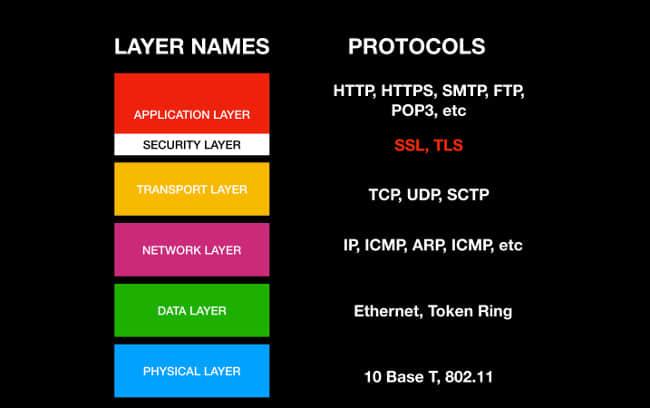 LAYER NAMES PROTOCOLS
APPLICATION LAYER HTTP, HTTPS, SMTP, FTP,
POP3, etc
SECURITY LAYER SSL, TLS
TRANSPORT LAYER TCP, UDP, SCTP
NETWORK LAYER IP, ICMP, ARP, ICMP, etc
DATA LAYER Ethernet, Token Ring
PHYSICAL LAYER 10 Base T, 802.11